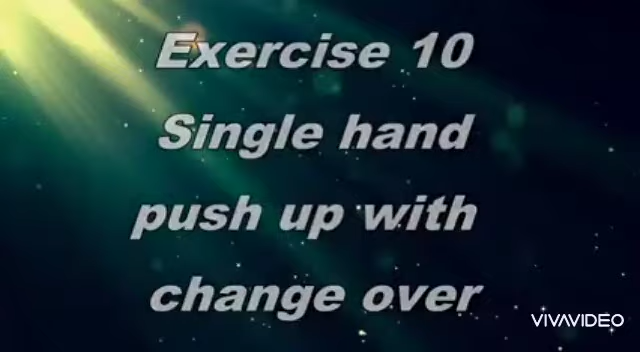 Exercise 10
Single hand
push up with
change over
VIVAVIDEO